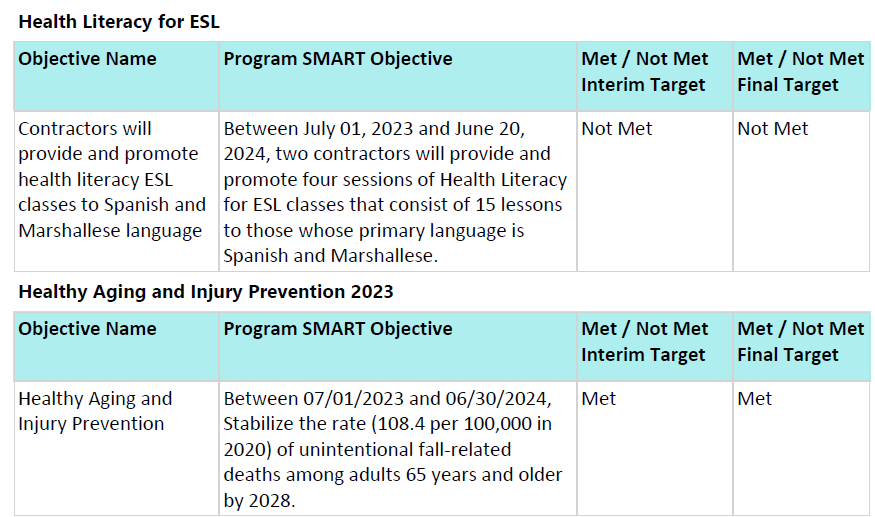 Health Literacy for ESL
Objective Name
Program SMART Objective
Met / Not Met
Interim Target
Met / Not Met
Final Target
Contractors will
provide and promote
health literacy ESL
classes to Spanish and
Marshallese language
Between July 01, 2023 and June 20,
2024, two contractors will provide and
promote four sessions of Health Literacy
for ESL classes that consist of 15 lessons
to those whose primary language is
Spanish and Marshallese.
Not Met
Not Met
Healthy Aging and Injury Prevention 2023
Objective Name
Program SMART Objective
Met / Not Met
Interim Target
Met / Not Met
Final Target
Healthy Aging and
Injury Prevention
Between 07/01/2023 and 06/30/2024,
Stabilize the rate (108.4 per 100,000 in
2020) of unintentional fall-related
deaths among adults 65 years and older
by 2028.
Met
Met